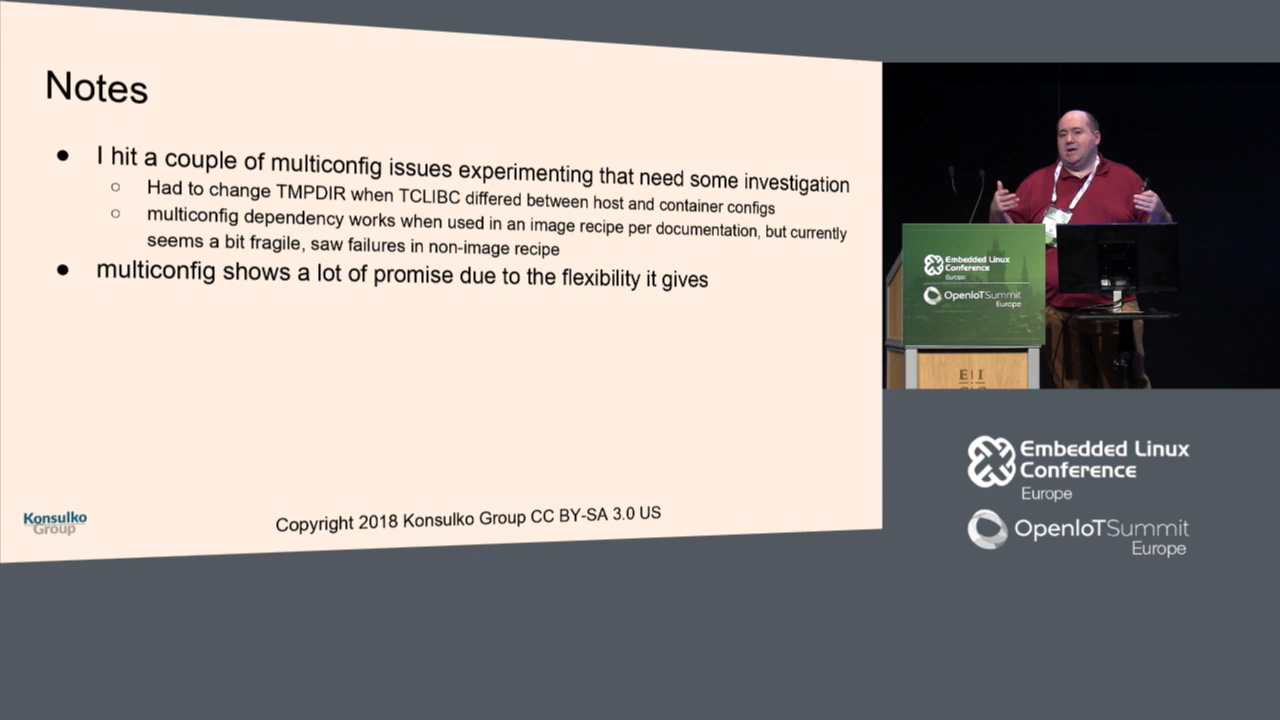 Notes
● I hit a couple of multiconfig issues experimenting that need some investigation
○ Had to change TMPDIR when TCLIBC differed between host and container configs
○ multiconfig dependency works when used in an image recipe per documentation, but currently
seems a bit fragile, saw failures in non-image recipe
● multiconfig shows a lot of promise due to the flexibility it gives
Konsulko
Group
Copyright 2018 Konsulko Group CC BY-SA 3.0 US
Embedded Linux
Conference
Europe
OpenIoTSummit
Europe
E I
Embedded Linux
Conference
Europe
OpenIoTSummit
Europe